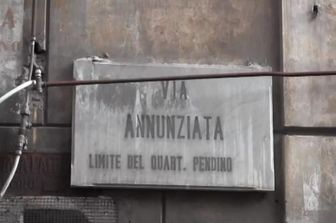 VIA
ANNUNZIATA
LIMITE DEL QUART. PENDINO